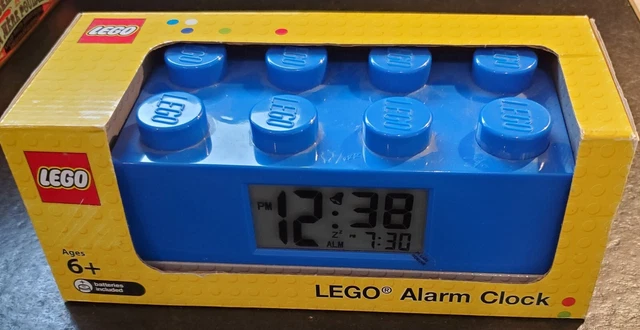 LEGO
LEGO LEGO LEGO LEGO
LEGO LEGO LEGO LEGO
LEGO
PM 12:38
Z
ALM 7:30
Ages
6+
batteries
included
LEGO® Alarm Clock